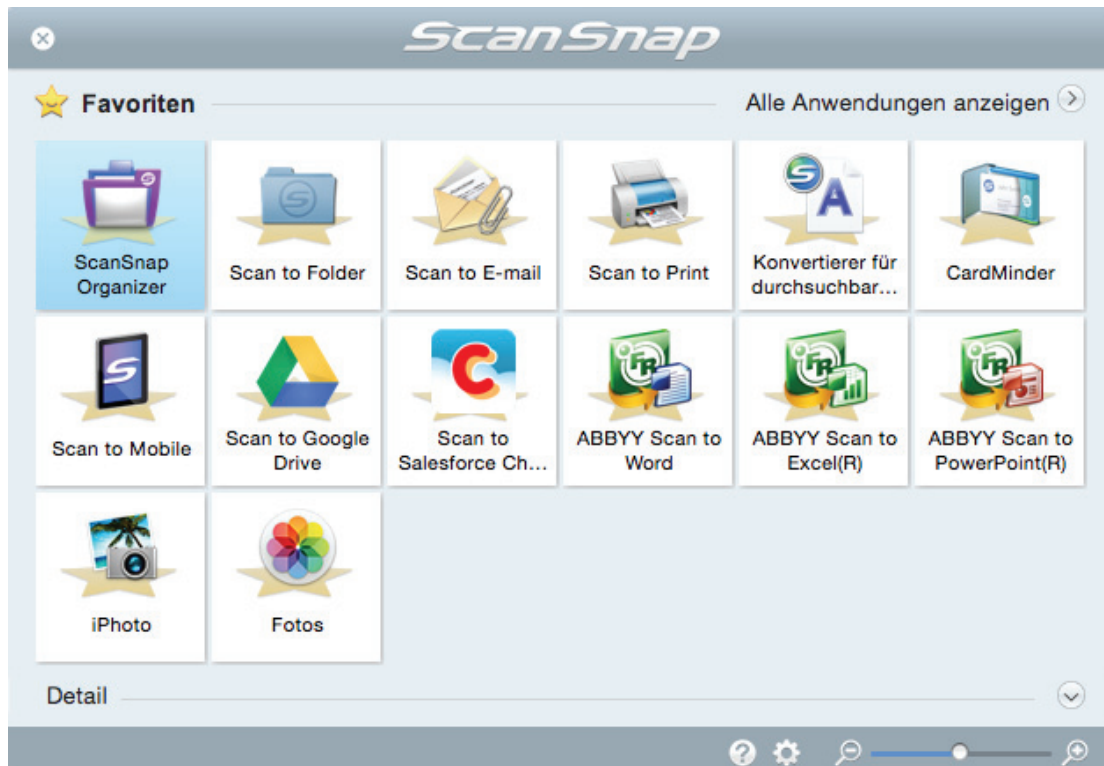 ScanSnap
Favoriten
Alle Anwendungen anzeigen
ScanSnap
Organizer
Scan to Folder
Scan to E-mail
Scan to Print
Konvertierer für
durchsuchbar...
CardMinder
Scan to Mobile
Scan to Google
Drive
Scan to
Salesforce Ch...
ABBYY Scan to
Word
ABBYY Scan to
Excel(R)
ABBYY Scan to
PowerPoint(R)
iPhoto
Fotos
Detail